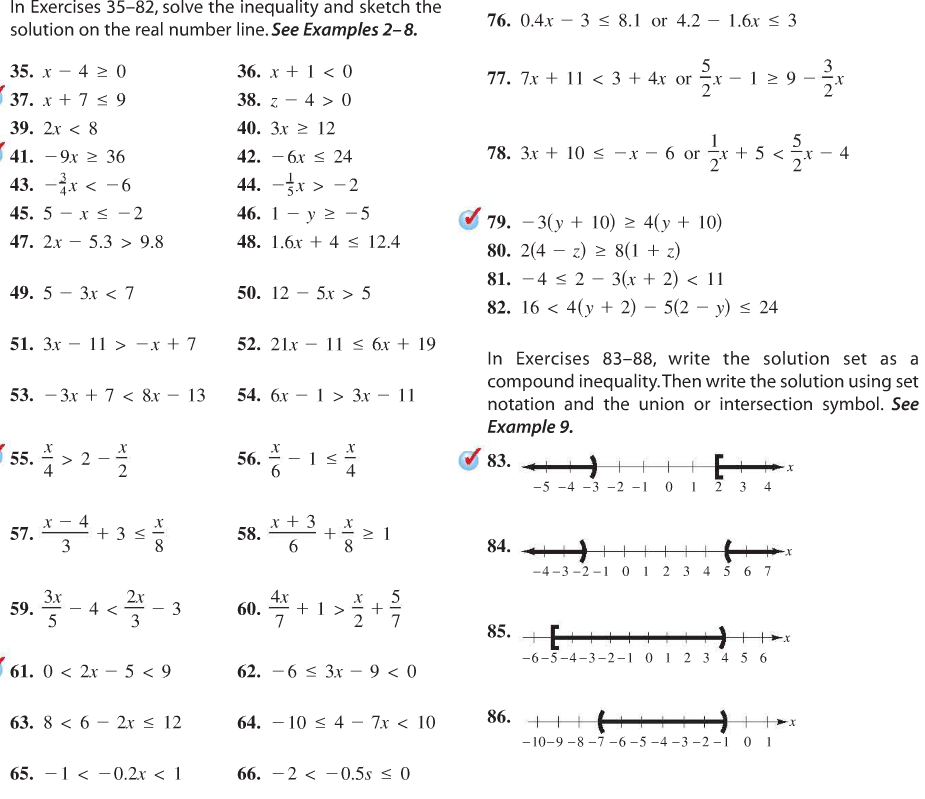 In Exercises 35–82, solve the inequality and sketch the
solution on the real number line. See Examples 2–8.
35. x − 4 ≥ 0
36. x + 1 < 0
37. x + 7 ≤ 9
38. z − 4 > 0
39. 2x < 8
40. 3x ≥ 12
41. −9x ≥ 36
42. −6x ≤ 24
43. −3/4x < −6
44. −1/5x > −2
45. 5 − x ≤ −2
46. 1 − y ≥ −5
47. 2x − 5.3 > 9.8
48. 1.6x + 4 ≤ 12.4
49. 5 − 3x < 7
50. 12 − 5x > 5
51. 3x − 11 > −x + 7
52. 21x − 11 ≤ 6x + 19
53. −3x + 7 < 8x − 13
54. 6x − 1 > 3x − 11
55. x/4 > 2 − x/2
56. x/6 − 1 ≤ x/4
57. (x − 4)/3 + 3 ≤ x/8
58. (x + 3)/6 + x/8 ≥ 1
59. 3x/5 − 4 < 2x/3 − 3
60. 4x/7 + 1 > x/2 + 5/7
61. 0 < 2x − 5 < 9
62. −6 ≤ 3x − 9 < 0
63. 8 < 6 − 2x ≤ 12
64. −10 ≤ 4 − 7x < 10
65. −1 < −0.2x < 1
66. −2 < −0.5s ≤ 0
76. 0.4x − 3 ≤ 8.1 or 4.2 − 1.6x ≤ 3
77. 7x + 11 < 3 + 4x or 5/2x − 1 ≥ 9 − 3/2x
78. 3x + 10 ≤ −x − 6 or 1/2x + 5 < 5/2x − 4
79. −3(y + 10) ≥ 4(y + 10)
80. 2(4 − z) ≥ 8(1 + z)
81. −4 ≤ 2 − 3(x + 2) < 11
82. 16 < 4(y + 2) − 5(2 − y) ≤ 24
In Exercises 83–88, write the solution set as a
compound inequality. Then write the solution using set
notation and the union or intersection symbol. See
Example 9.
83. x
−5 −4 −3 −2 −1 0 1 2 3 4
84. x
−4 −3 −2 −1 0 1 2 3 4 5 6 7
85. x
−6 −5 −4 −3 −2 −1 0 1 2 3 4 5 6
86. x
−10 −9 −8 −7 −6 −5 −4 −3 −2 −1 0 1